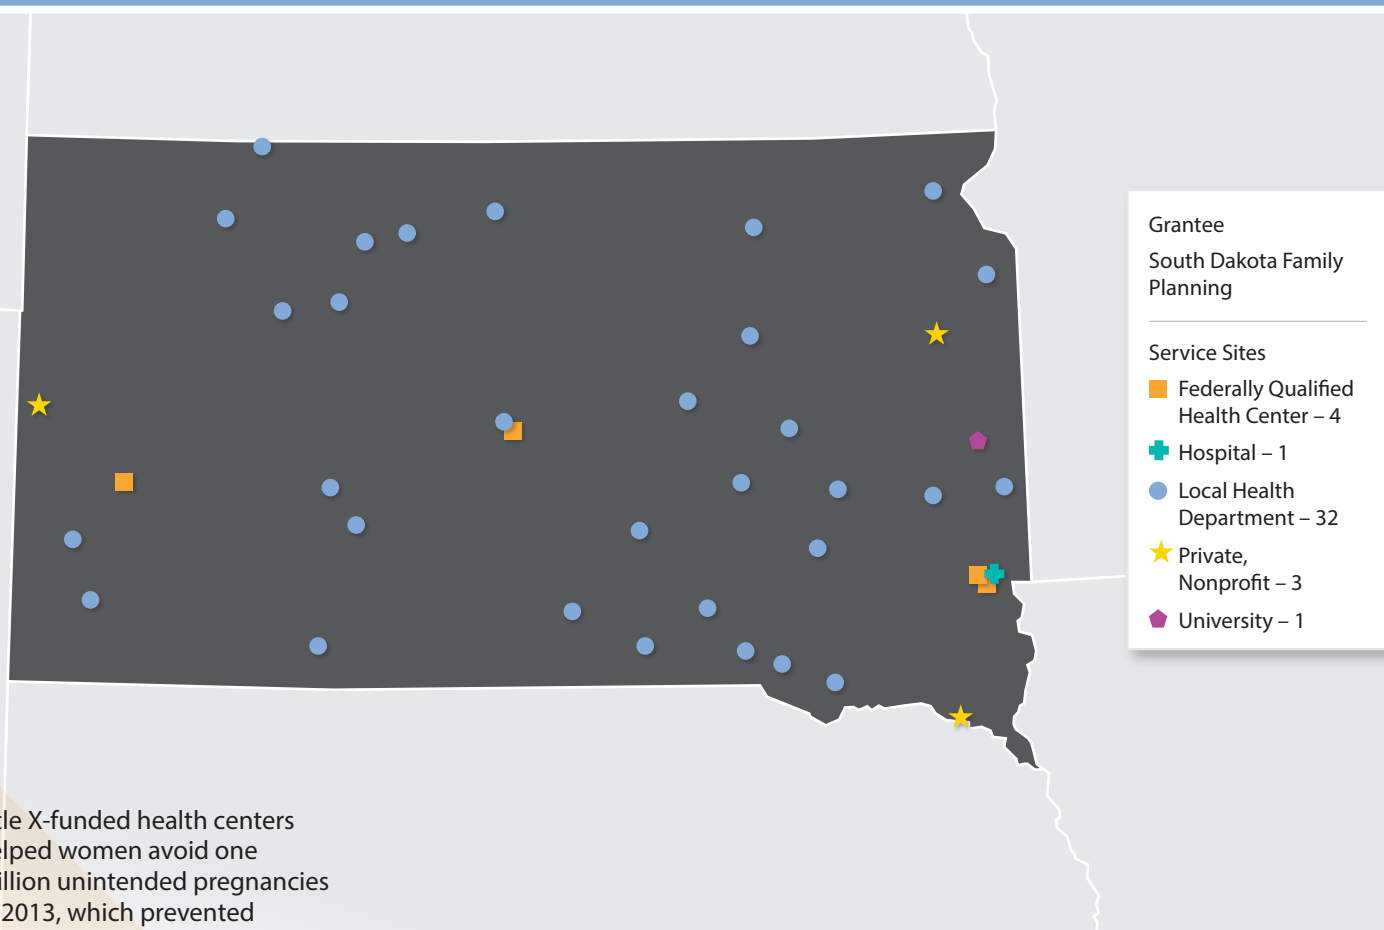 Grantee
South Dakota Family
Planning
Service Sites
Federally Qualified
Health Center – 4
Hospital – 1
Local Health
Department – 32
Private,
Nonprofit – 3
University – 1
X-funded health centers
women avoid one
unintended pregnancies
2013, which prevented